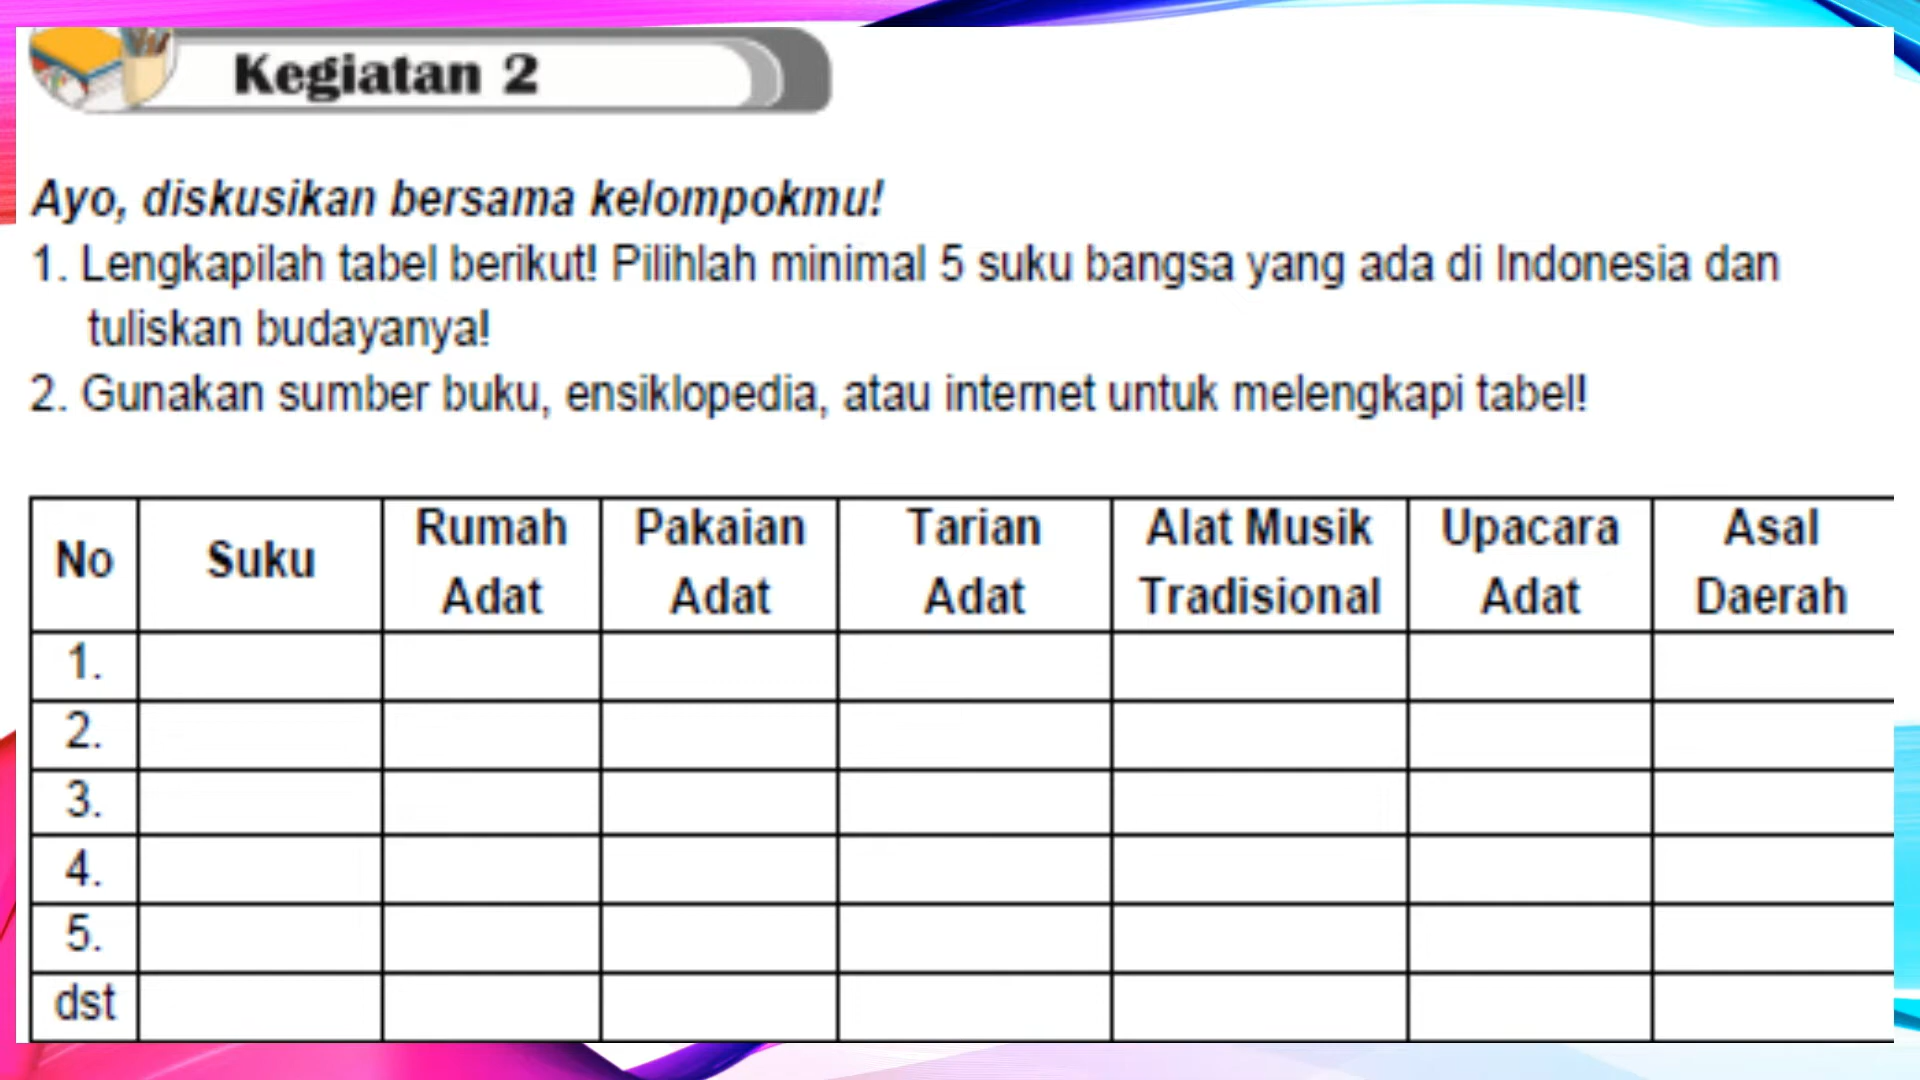 Kegiatan 2
Ayo, diskusikan bersama kelompokmu!
1. Lengkapilah tabel berikut! Pilihlah minimal 5 suku bangsa yang ada di Indonesia dan
tuliskan budayanya!
2. Gunakan sumber buku, ensiklopedia, atau internet untuk melengkapi tabel!
No Suku Rumah Adat Pakaian Adat Tarian Adat Alat Musik Tradisional Upacara Adat Asal Daerah
1.
2.
3.
4.
5.
dst